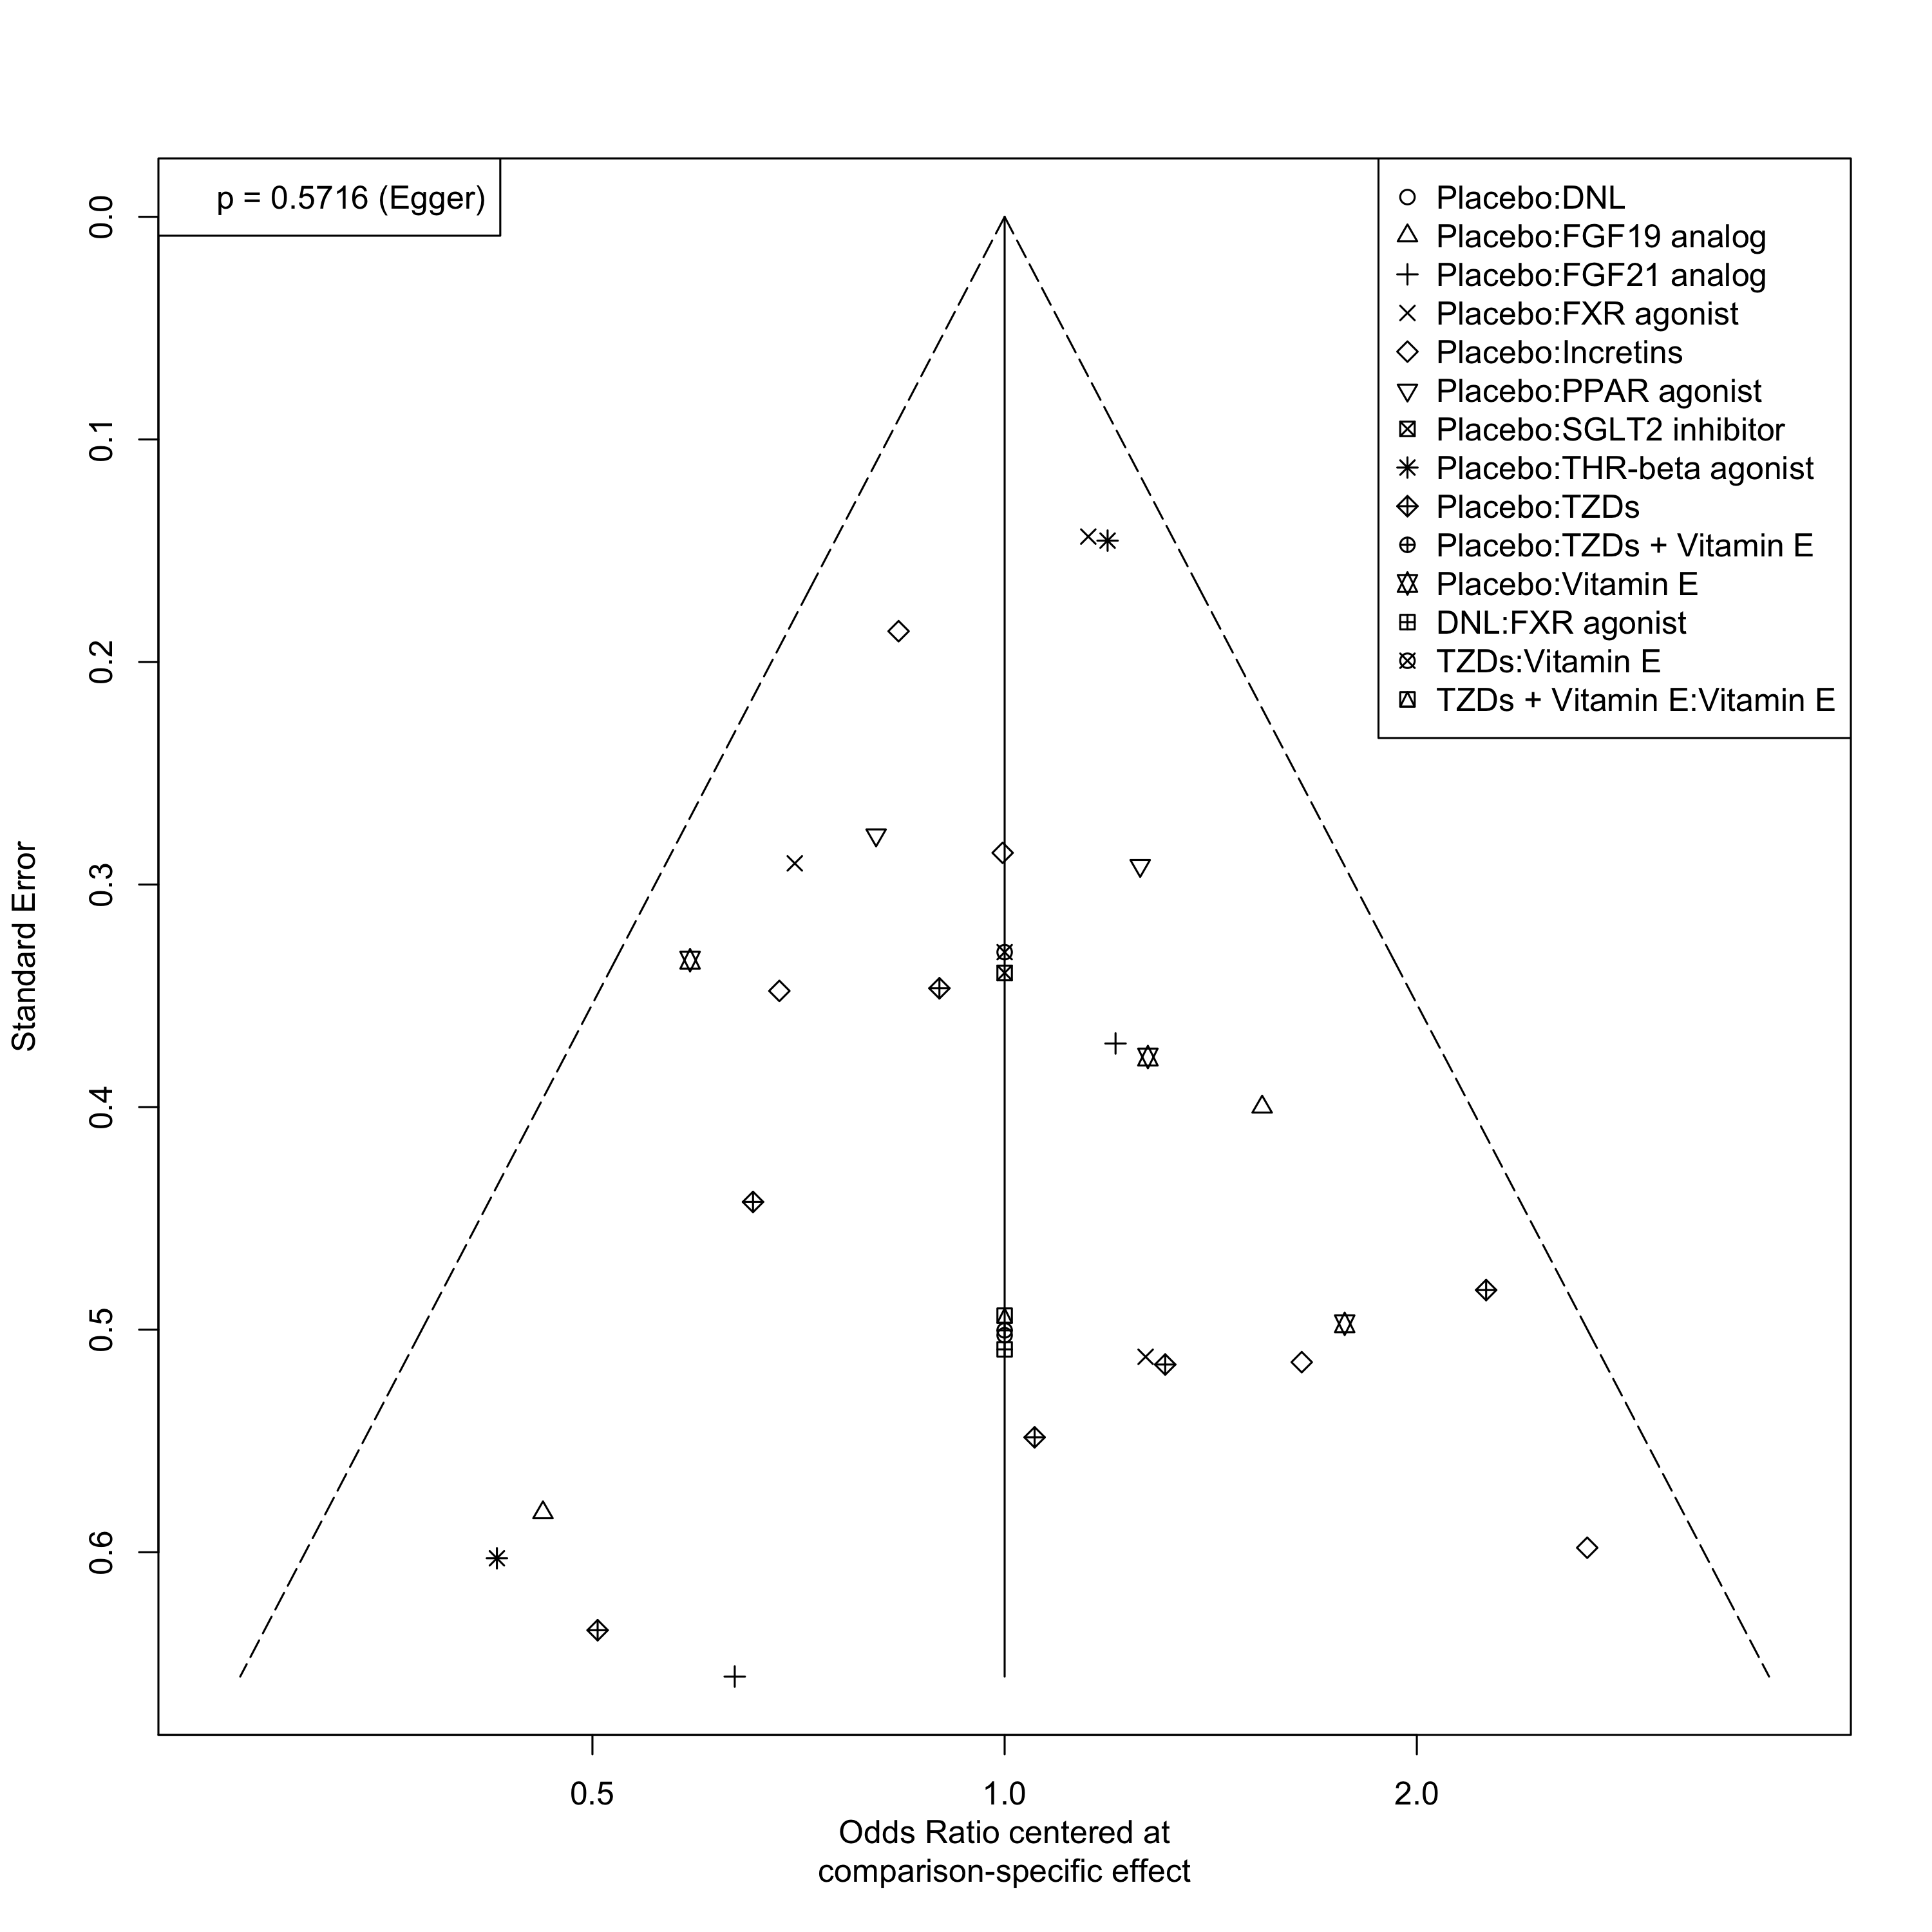 p = 0.5716 (Egger)
Placebo:DNL
Placebo:FGF19 analog
Placebo:FGF21 analog
Placebo:FXR agonist
Placebo:Incretins
Placebo:PPAR agonist
Placebo:SGLT2 inhibitor
Placebo:THR-beta agonist
Placebo:TZDs
Placebo:TZDs + Vitamin E
Placebo:Vitamin E
DNL:FXR agonist
TZDs:Vitamin E
TZDs + Vitamin E:Vitamin E
Standard Error
0.0
0.1
0.2
0.3
0.4
0.5
0.6
0.5
1.0
2.0
Odds Ratio centered at
comparison-specific effect